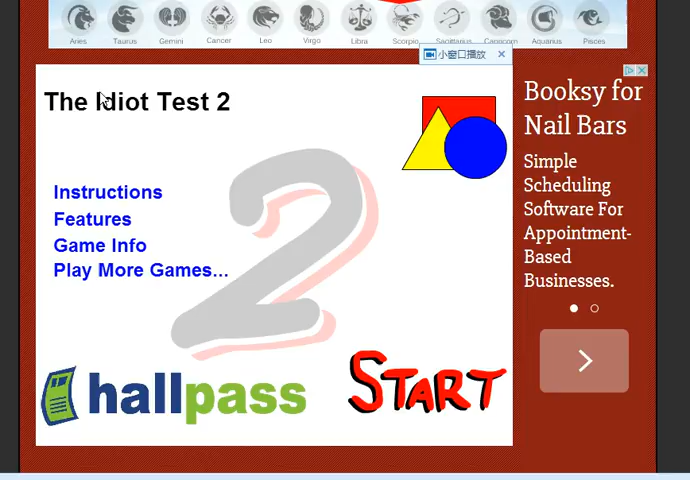 Aries Taurus Gemini Cancer Leo Virgo Libra Scorpio Sagittarius Capricorn Aquarius Pisces
小窗口播放
The Idiot Test 2
Instructions
Features
Game Info
Play More Games...
2
hallpass
START
Booksy for
Nail Bars
Simple
Scheduling
Software For
Appointment-
Based
Businesses.